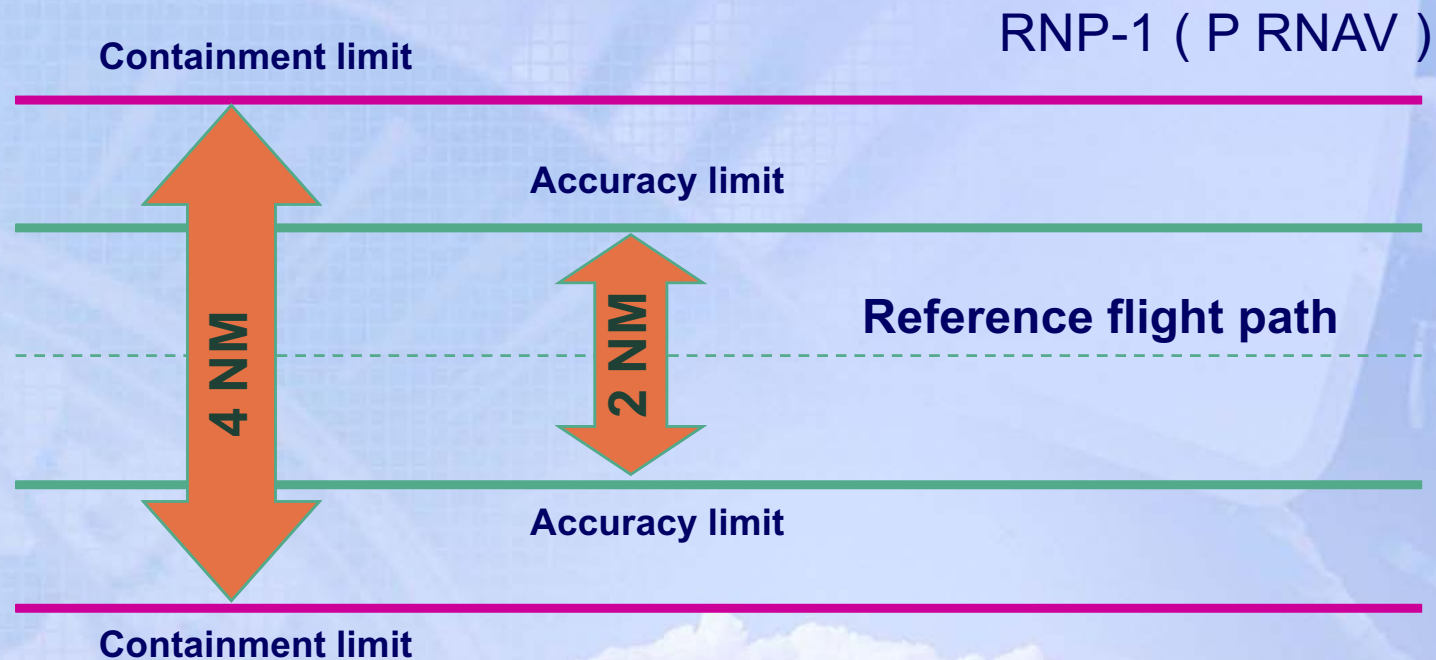 RNP-1 ( P RNAV )
Containment limit
Accuracy limit
4 NM
2 NM
Reference flight path
Accuracy limit
Containment limit